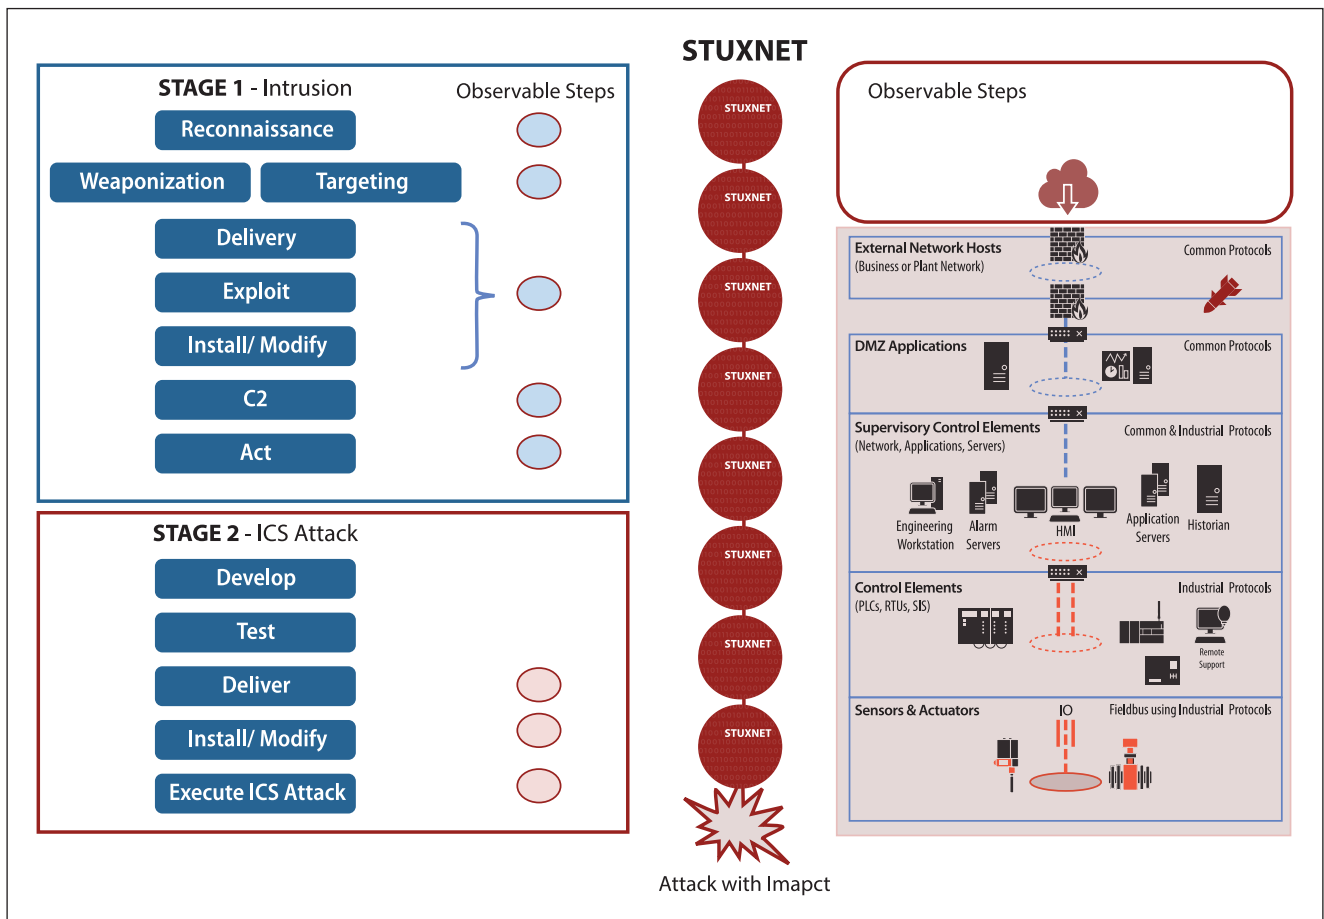 STUXNET
STAGE 1 - Intrusion
Observable Steps
Reconnaissance
Weaponization
Targeting
Delivery
Exploit
Install/ Modify
C2
Act
STAGE 2 - ICS Attack
Develop
Test
Deliver
Install/ Modify
Execute ICS Attack
STUXNET
STUXNET
STUXNET
STUXNET
STUXNET
STUXNET
STUXNET
STUXNET
Attack with Imapct
Observable Steps
External Network Hosts
(Business or Plant Network)
Common Protocols
DMZ Applications
Common Protocols
Supervisory Control Elements
(Network, Applications, Servers)
Common & Industrial Protocols
Engineering
Workstation
Alarm
Servers
HMI
Application
Servers
Historian
Control Elements
(PLCs, RTUs, SIS)
Industrial Protocols
Remote
Support
Sensors & Actuators
IO
Fieldbus using Industrial Protocols